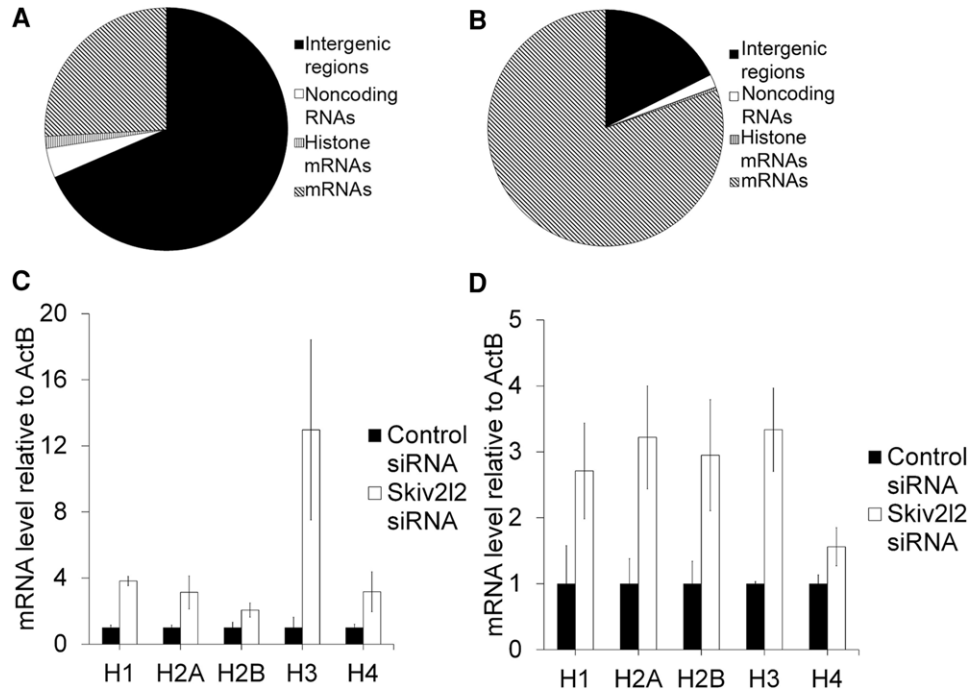 A
Intergenic
regions
Noncoding
RNAs
Histone
mRNAs
mRNAs
B
Intergenic
regions
Noncoding
RNAs
Histone
mRNAs
mRNAs
C
mRNA level relative to ActB
20
16
12
8
4
0
H1 H2A H2B H3 H4
Control
siRNA
Skiv2l2
siRNA
D
mRNA level relative to ActB
5
4
3
2
1
0
H1 H2A H2B H3 H4
Control
siRNA
Skiv2l2
siRNA